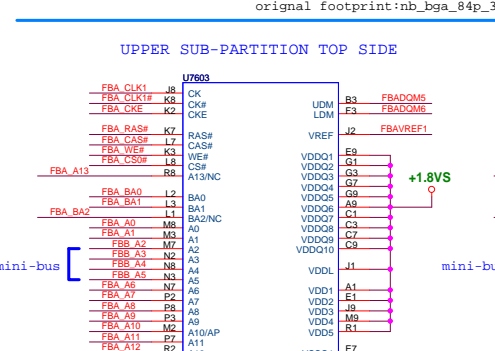 orignal footprint:nb_bga_84p_3
UPPER SUB-PARTITION TOP SIDE
U7603
FBA_CLK1 J8 CK
FBA_CLK1# K8 CK# UDM B3 FBADQM5
FBA_CKE K2 CKE LDM F3 FBADQM6
FBA_RAS# K7 RAS# VREF J2 FBAVREF1
FBA_CAS# L7 CAS#
FBA_WE# K3 WE# VDDQ1 E9
FBA_CS0# L8 CS# VDDQ2 G1
FBA_A13 R8 A13/NC VDDQ3 G3
VDDQ4 G7 +1.8VS
FBA_BA0 L2 BA0 VDDQ5 G9
FBA_BA1 L3 BA1 VDDQ6 A9
FBA_BA2 L1 BA2/NC VDDQ7 C1
FBA_A0 M8 A0 VDDQ8 C3
FBA_A1 M3 A1 VDDQ9 C7
FBB_A2 M7 A2 VDDQ10 C9
FBB_A3 N2 A3
mini-bus FBB_A4 N8 A4 VDDL J1 mini-bu
FBB_A5 N3 A5
FBA_A6 N7 A6 VDD1 A1
FBA_A7 P2 A7 VDD2 E1
FBA_A8 P8 A8 VDD3 J9
FBA_A9 P3 A9 VDD4 M9
FBA_A10 M2 A10/AP VDD5 R1
FBA_A11 P7 A11
FBA_A12 R2 E7